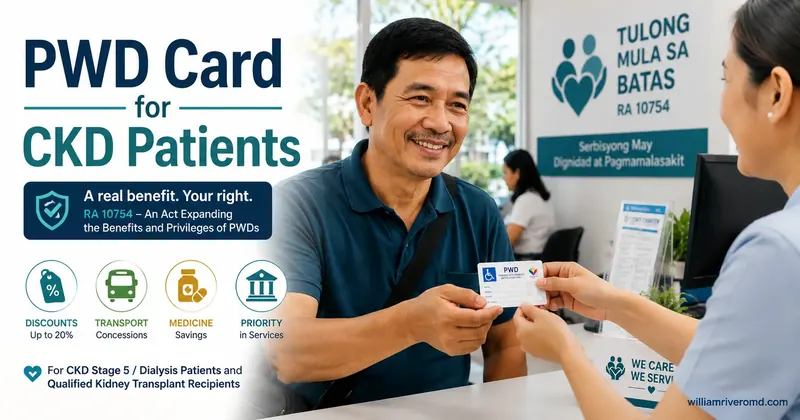 PWD Card
for
CKD Patients
A real benefit. Your right.
RA 10754 – An Act Expanding
the Benefits and Privileges of PWDs
%
DISCOUNTS
Up to 20%
TRANSPORT
Concessions
MEDICINE
Savings
PRIORITY
in Services
For CKD Stage 5 / Dialysis Patients and
Qualified Kidney Transplant Recipients
TULONG
MULA SA
BATAS
RA 10754
Serbisyong May
Dignidad at Pagmamalasakit
PWD
WE CARE
WE SERV
williamriveromd.com